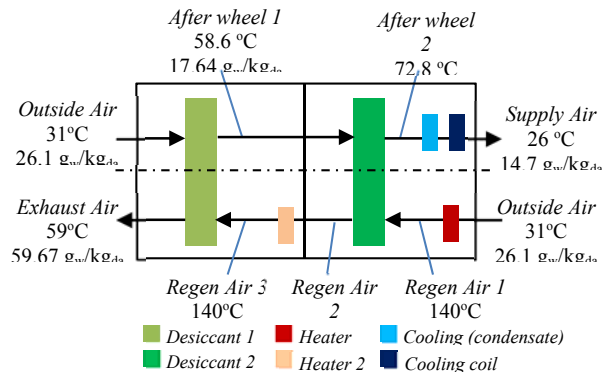 After wheel 1
58.6 ºC
17.64 gw/kgda
After wheel
2
72.8 ºC
Outside Air
31ºC
26.1 gw/kgda
Supply Air
26 ºC
14.7 gw/kgda
Exhaust Air
59ºC
59.67 gw/kgda
Outside Air
31ºC
26.1 gw/kgda
Regen Air 3
140ºC
Regen Air
2
Regen Air 1
140ºC
Desiccant 1
Heater
Cooling (condensate)
Desiccant 2
Heater 2
Cooling coil